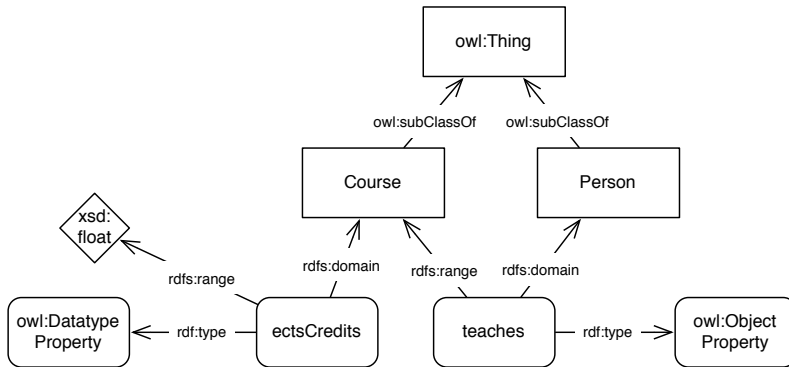 owl:Thing
owl:subClassOf
owl:subClassOf
Course
Person
xsd:
float
rdfs:range
rdfs:domain
rdfs:range
rdfs:domain
owl:Datatype
Property
rdf:type
ectsCredits
teaches
rdf:type
owl:Object
Property